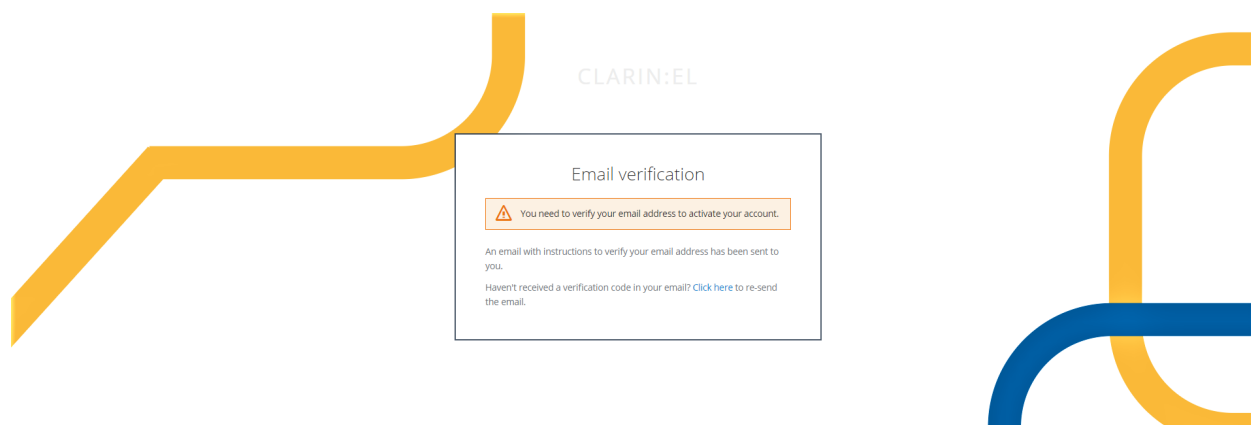 CLARIN:EL
Email verification
You need to verify your email address to activate your account.
An email with instructions to verify your email address has been sent to
you.
Haven't received a verification code in your email? Click here to re-send
the email.